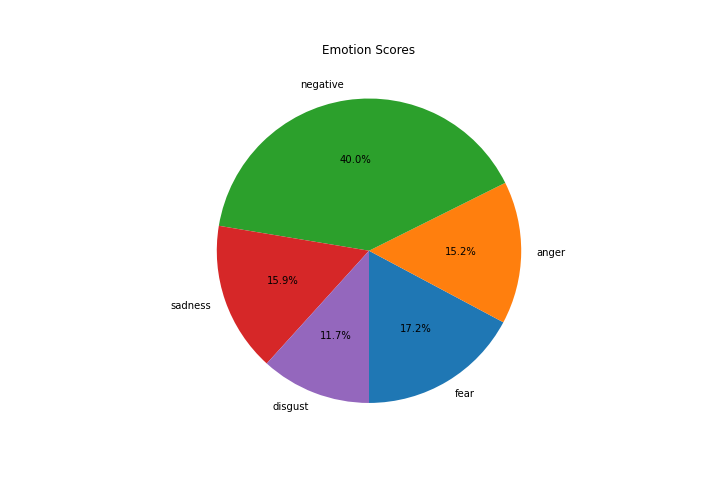 Emotion Scores
negative
40.0%
15.2%
anger
15.9%
sadness
17.2%
11.7%
fear
disgust